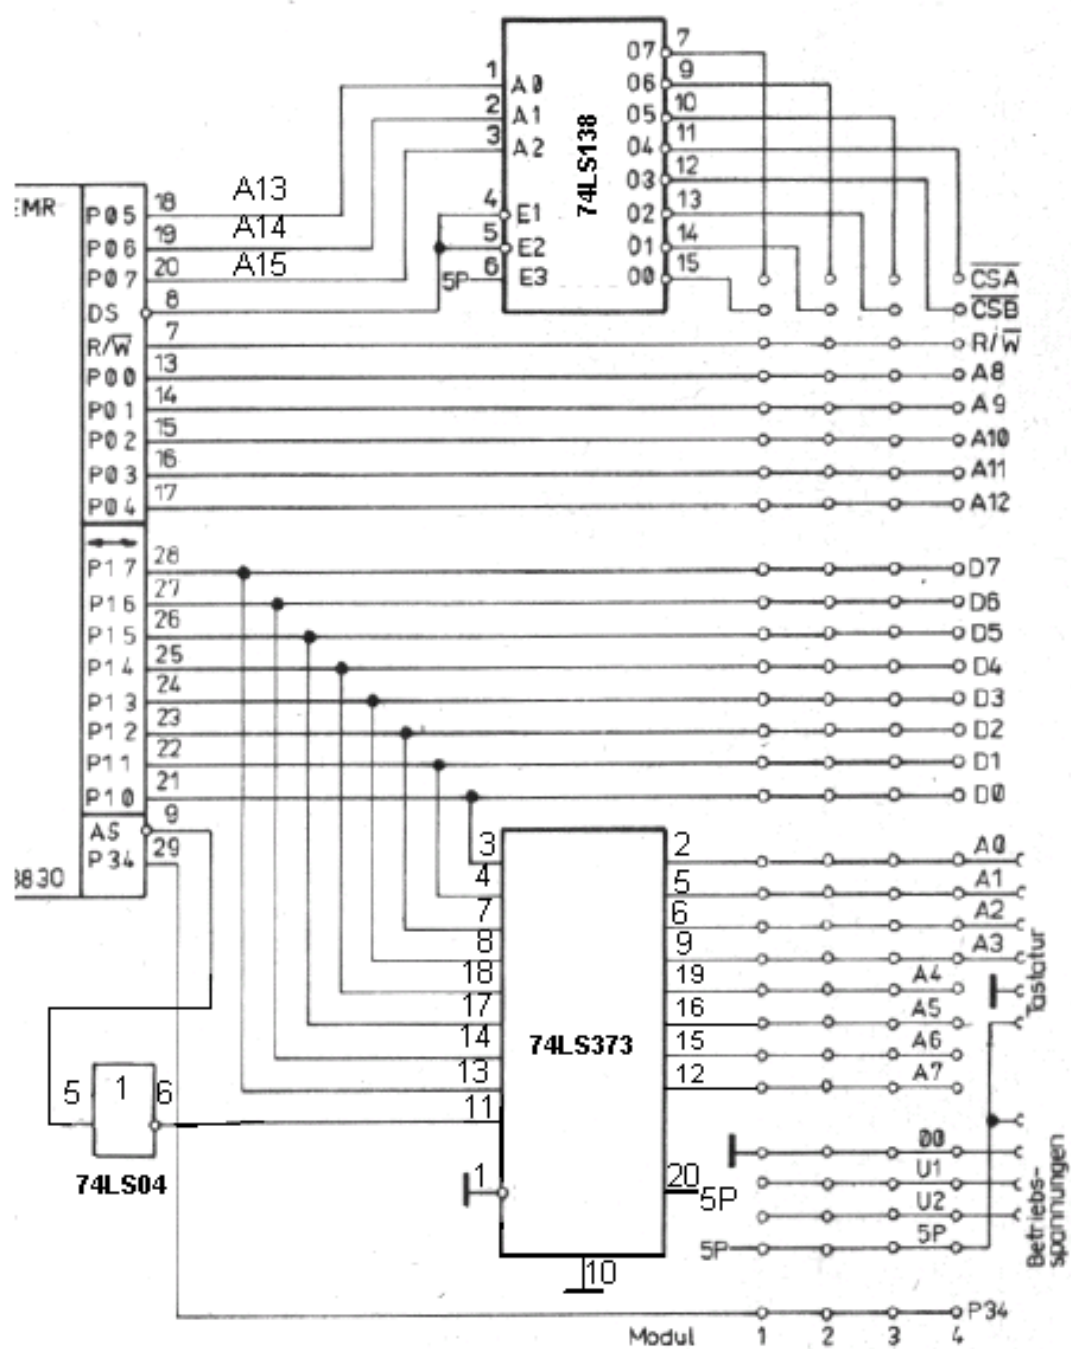 07 7
06 9
1 A0 05 10
2 A1 04 11
3 A2 74LS138 03 12
EMR P05 18 A13 4 E1 02 13
P06 19 A14 5 E2 01 14
P07 20 A15 5P 6 E3 00 15 CSA
DS 8 CSB
R/W 7 R/W
P00 13 A8
P01 14 A9
P02 15 A10
P03 16 A11
P04 17 A12
P17 28 D7
P16 27 D6
P15 26 D5
P14 25 D4
P13 24 D3
P12 23 D2
P11 22 D1
P10 21 D0
AS 9
P34 29 3 2 A0
8830 4 5 A1
7 6 A2
8 9 A3
18 19 A4
17 16 A5
14 74LS373 15 A6
13 12 A7
Tastatur
5 1 6 11
74LS04 1 20 5P
00
U1
U2
5P 5P
Betriebs-
spannungen
10
P34
Modul 1 2 3 4